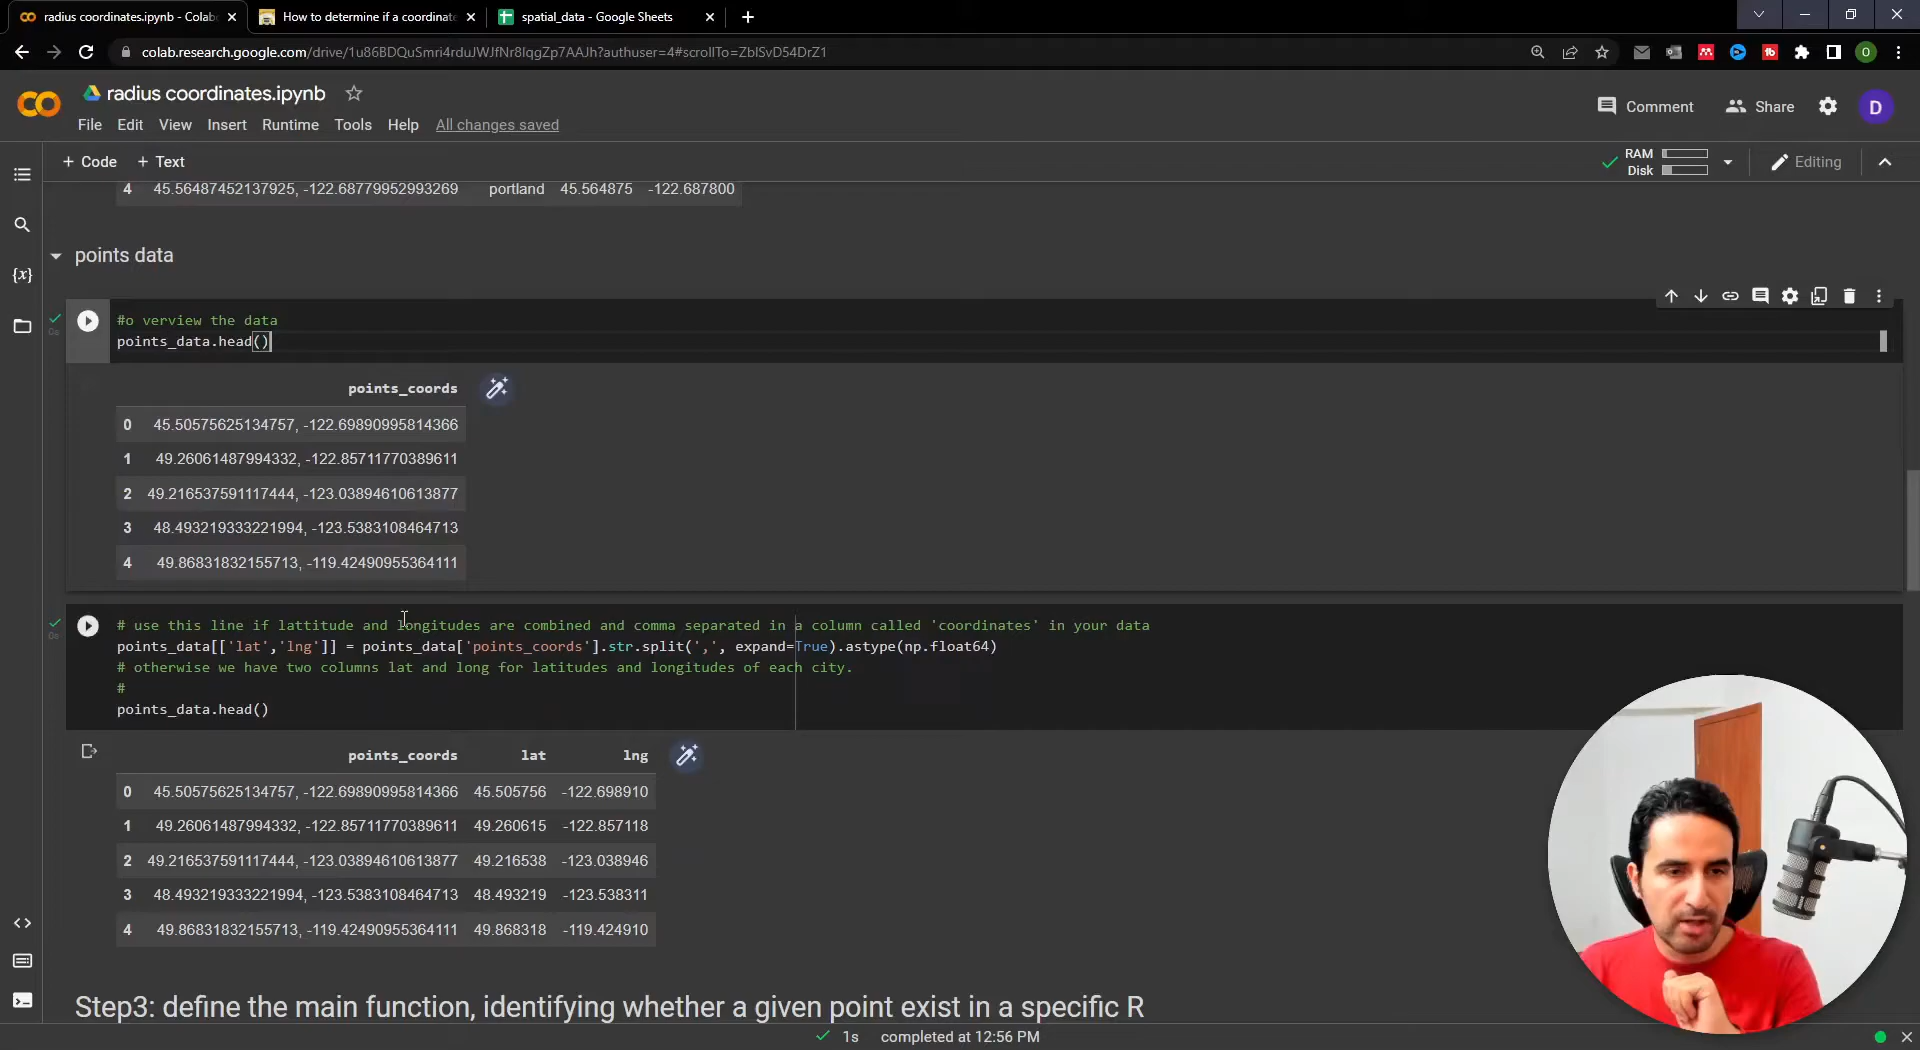 radius coordinates.ipynb - Colab
How to determine if a coordinate
spatial_data - Google Sheets
colab.research.google.com/drive/1u86BDQuSmri4rduJWJfNr8IqgZp7AAJh?authuser=4#scrollTo=ZblSvD54DrZ1
O
CO
radius coordinates.ipynb
Comment
Share
D
File Edit View Insert Runtime Tools Help All changes saved
+ Code + Text
RAM
Disk
Editing
4 45.56487452137925, -122.68779952993269 portland 45.564875 -122.687800
points data
{x}
#o verview the data
points_data.head()
0s
points_coords
0 45.50575625134757, -122.69890995814366
1 49.26061487994332, -122.85711770389611
2 49.216537591117444, -123.03894610613877
3 48.493219333221994, -123.5383108464713
4 49.86831832155713, -119.42490955364111
# use this line if lattitude and longitudes are combined and comma separated in a column called 'coordinates' in your data
0s
points_data[['lat','lng']] = points_data['points_coords'].str.split(',', expand=True).astype(np.float64)
# otherwise we have two columns lat and long for latitudes and longitudes of each city.
#
points_data.head()
points_coords lat lng
0 45.50575625134757, -122.69890995814366 45.505756 -122.698910
1 49.26061487994332, -122.85711770389611 49.260615 -122.857118
2 49.216537591117444, -123.03894610613877 49.216538 -123.038946
3 48.493219333221994, -123.5383108464713 48.493219 -123.538311
4 49.86831832155713, -119.42490955364111 49.868318 -119.424910
Step3: define the main function, identifying whether a given point exist in a specific R
1s completed at 12:56 PM